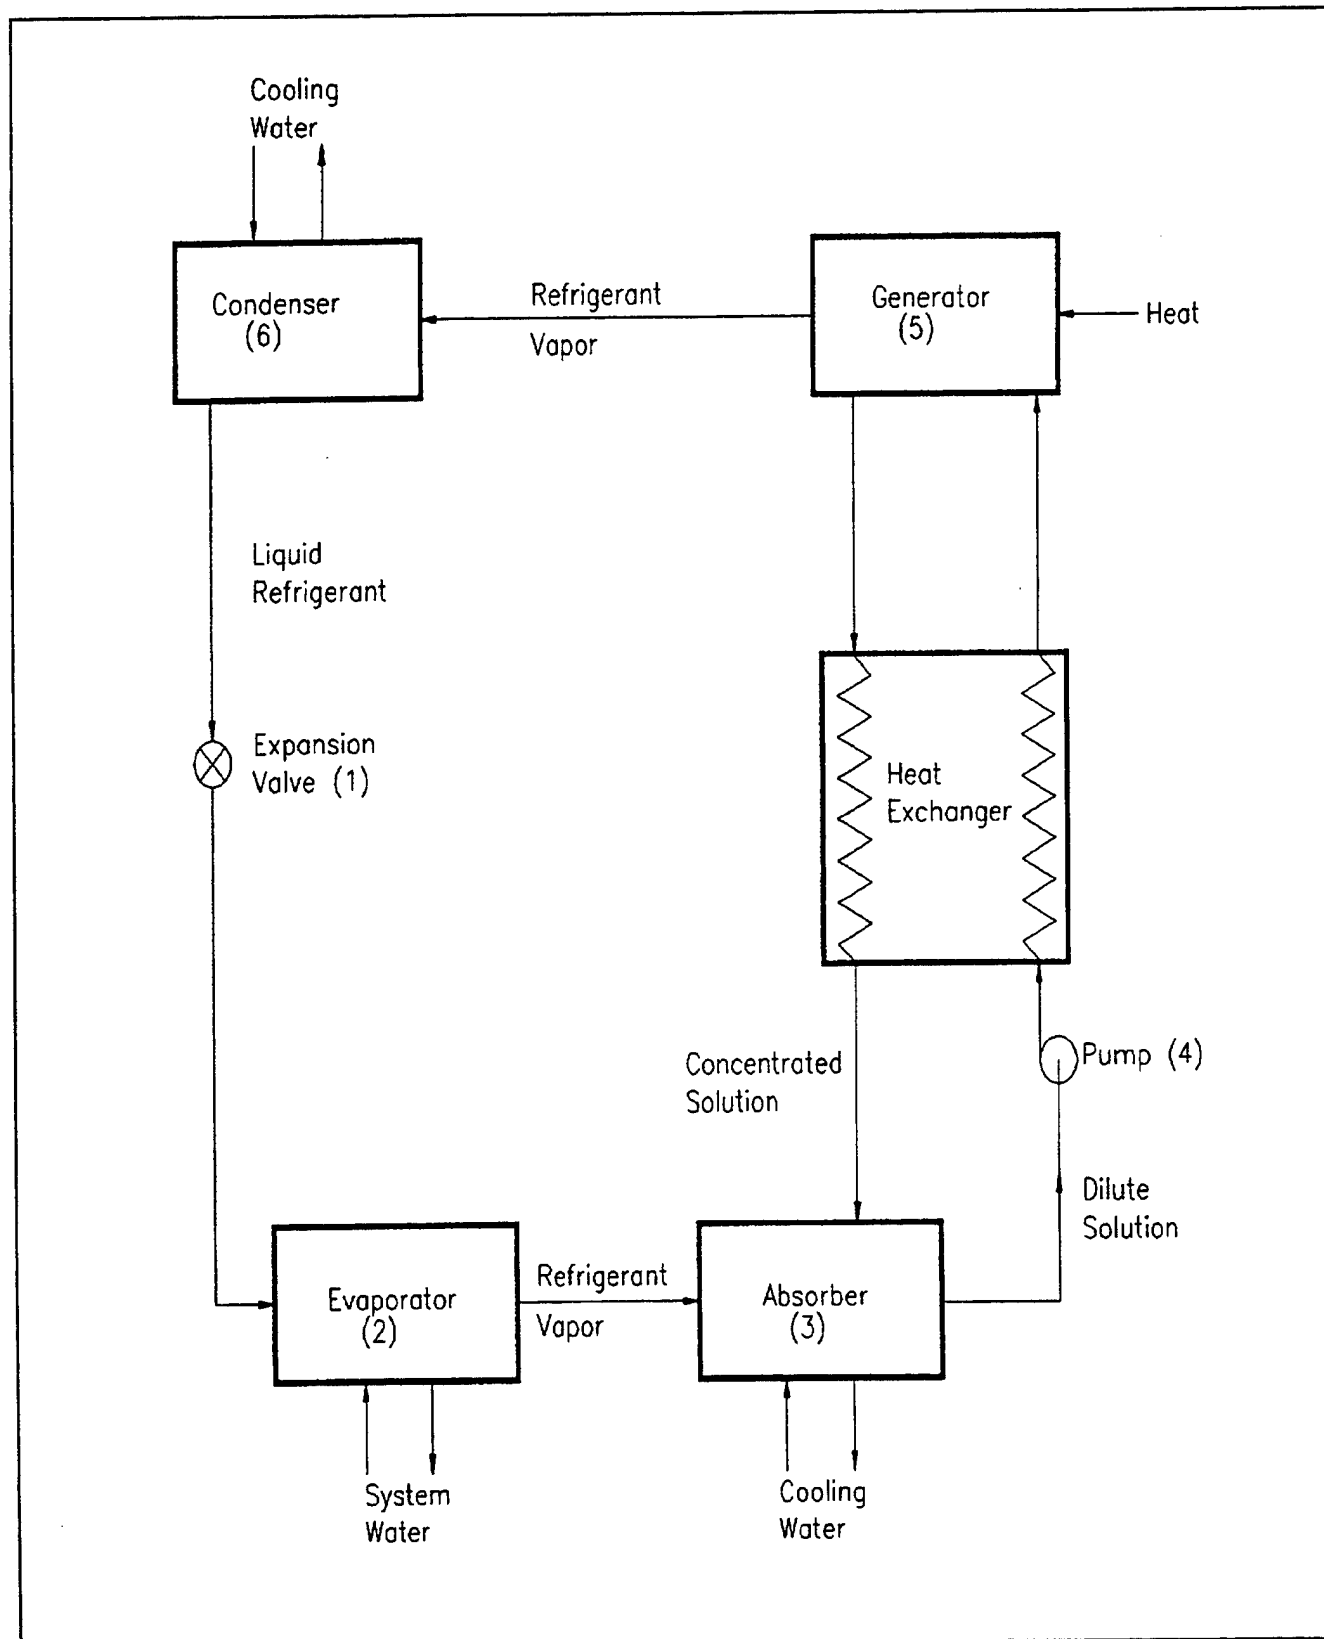 Cooling
Water
Condenser
(6)
Refrigerant
Vapor
Generator
(5)
Heat
Liquid
Refrigerant
Expansion
Valve (1)
Heat
Exchanger
Concentrated
Solution
Pump (4)
Dilute
Solution
Evaporator
(2)
Refrigerant
Vapor
Absorber
(3)
System
Water
Cooling
Water